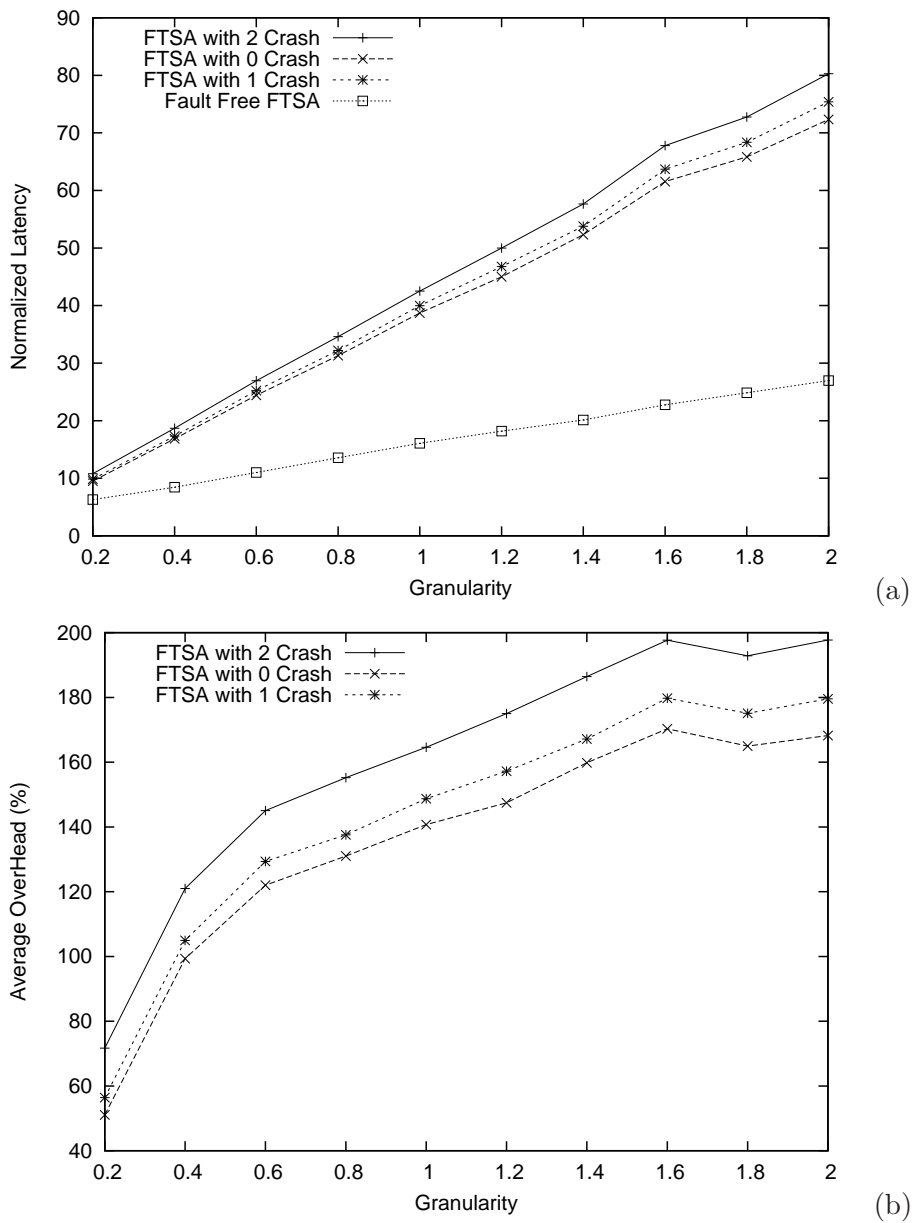 90
80
70
60
50
40
30
20
10
0
Normalized Latency
FTSA with 2 Crash
FTSA with 0 Crash
FTSA with 1 Crash
Fault Free FTSA
0.2 0.4 0.6 0.8 1 1.2 1.4 1.6 1.8 2
Granularity
(a)
200
180
160
140
120
100
80
60
40
Average OverHead (%)
FTSA with 2 Crash
FTSA with 0 Crash
FTSA with 1 Crash
0.2 0.4 0.6 0.8 1 1.2 1.4 1.6 1.8 2
Granularity
(b)